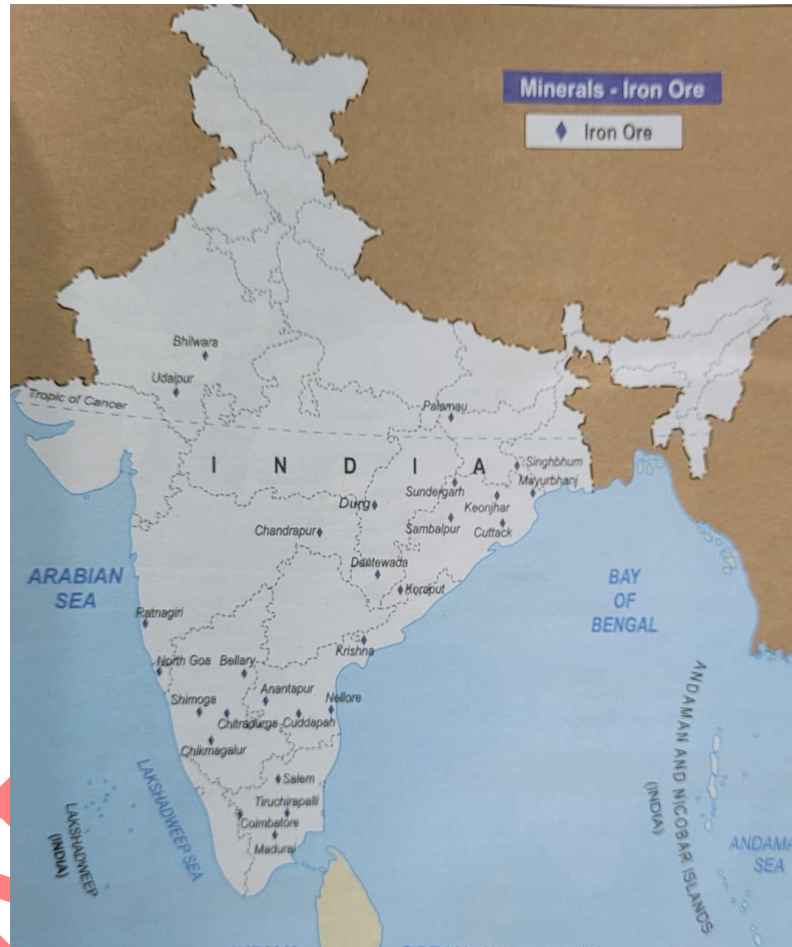 Minerals - Iron Ore
Iron Ore
Bhilwara
Udaipur
Tropic of Cancer
Palamau
I N D I A
Singhbhum
Sundergarh
Mayurbhanj
Durg
Keonjhar
Chandrapur
Sambalpur
Cuttack
Dantewada
Koraput
ARABIAN
SEA
BAY
OF
BENGAL
Ratnagiri
Krishna
North Goa
Bellary
Anantapur
Nellore
Shimoga
Chitradurga
Cuddapah
Chikmagalur
Salem
Tiruchirapalli
Coimbatore
Madurai
LAKSHADWEEP SEA
LAKSHADWEEP
(INDIA)
ANDAMAN AND NICOBAR ISLANDS
(INDIA)
ANDAMA
SEA